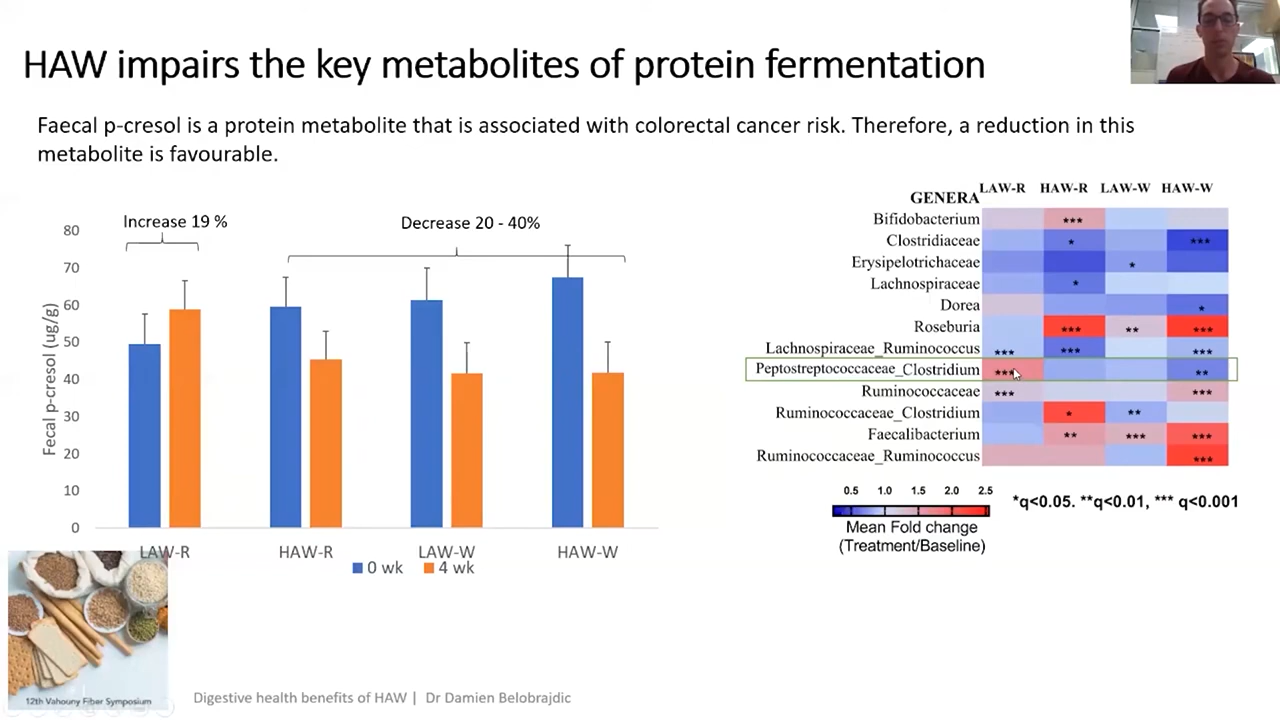 HAW impairs the key metabolites of protein fermentation
Faecal p-cresol is a protein metabolite that is associated with colorectal cancer risk. Therefore, a reduction in this
metabolite is favourable.
Increase 19 %
Decrease 20 - 40%
Fecal p-cresol (ug/g)
80
70
60
50
40
30
20
10
0
LAW-R HAW-R LAW-W HAW-W
0 wk 4 wk
LAW-R HAW-R LAW-W HAW-W
GENERA
Bifidobacterium ***
Clostridiaceae * ***
Erysipelotrichaceae *
Lachnospiraceae *
Dorea *
Roseburia *** ** ***
Lachnospiraceae_Ruminococcus *** *** ***
Peptostreptococcaceae_Clostridium *** **
Ruminococcaceae *** ***
Ruminococcaceae_Clostridium * **
Faecalibacterium ** *** ***
Ruminococcaceae_Ruminococcus ***
0.5 1.0 1.5 2.0 2.5
Mean Fold change
(Treatment/Baseline)
*q<0.05. **q<0.01, *** q<0.001
12th Vahouny Fiber Symposium
Digestive health benefits of HAW | Dr Damien Belobrajdic